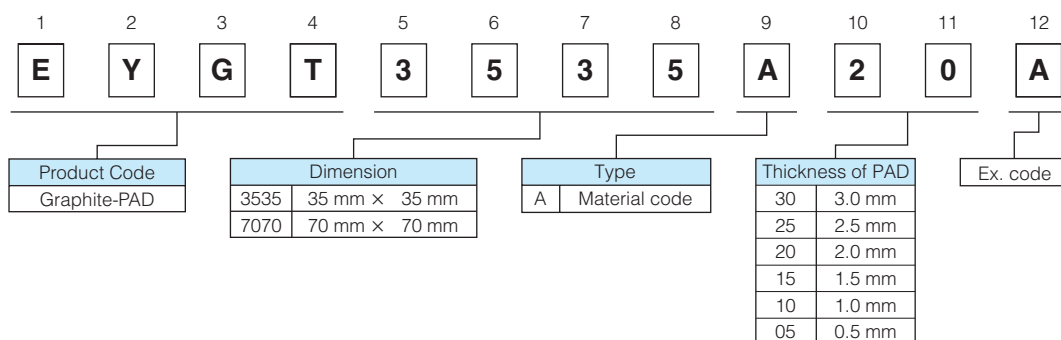 1 2 3 4 5 6 7 8 9 10 11 12
E Y G T 3 5 3 5 A 2 0 A
Product Code
Graphite-PAD
Dimension
3535 35 mm × 35 mm
7070 70 mm × 70 mm
Type
A Material code
Thickness of PAD
30 3.0 mm
25 2.5 mm
20 2.0 mm
15 1.5 mm
10 1.0 mm
05 0.5 mm
Ex. code